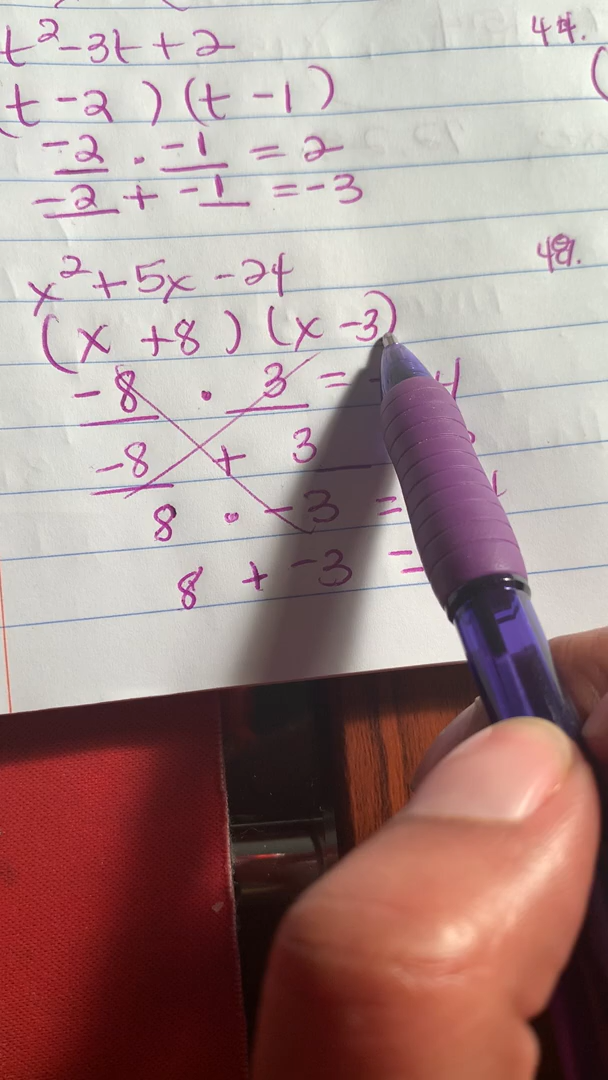 t²-3t+2
(t-2)(t-1)
-2 · -1 = 2
-2 + -1 = -3
x²+5x-24
(x+8)(x-3)
-8 · 3 =
-8 + 3
8 · -3 =
8 + -3 =
44.
(